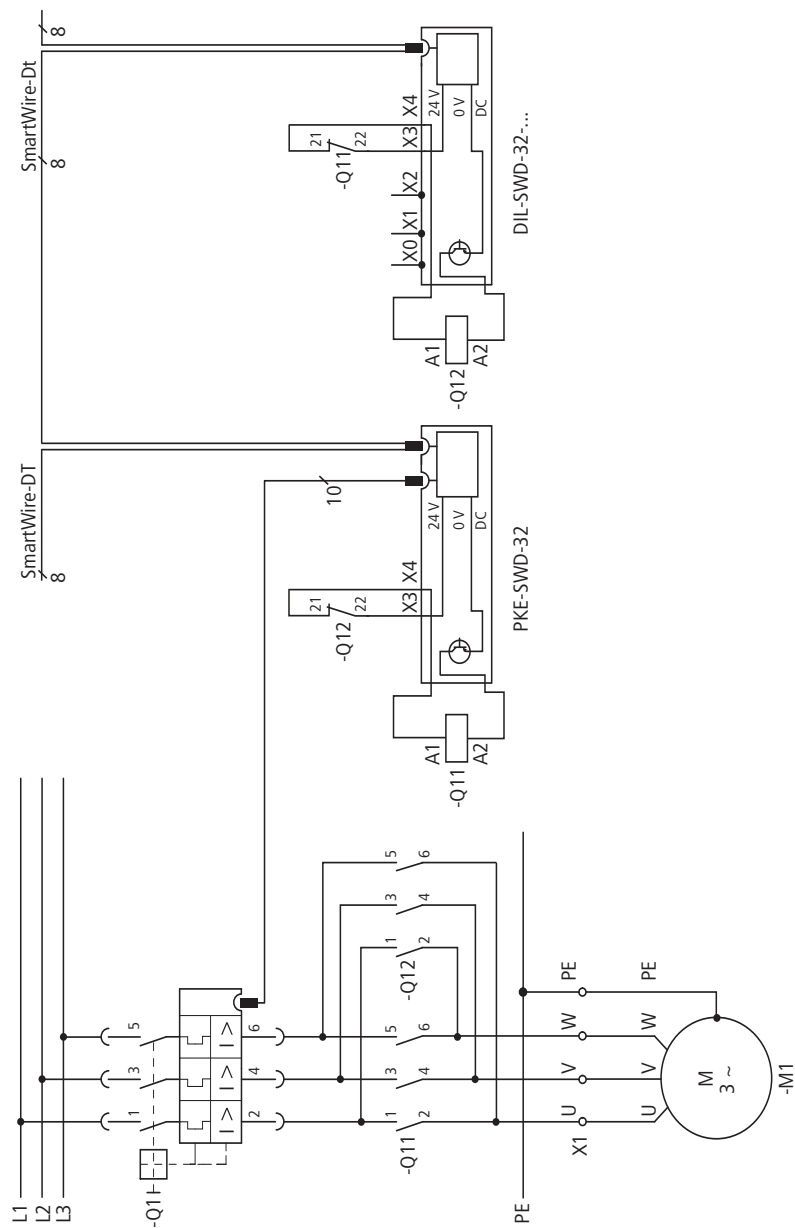 L1
L2
L3
-Q1
1
3
5
I>
I>
I>
2
4
6
-Q11
1
2
3
4
5
6
-Q12
1
2
3
4
5
6
PE
X1
U
V
W
PE
U
V
W
PE
M
3 ~
-M1
SmartWire-DT
8
10
-Q12
21
22
X3
X4
24 V
0 V
DC
A1
A2
-Q11
PKE-SWD-32
SmartWire-Dt
8
8
-Q11
21
22
X0
X1
X2
X3
X4
24 V
0 V
DC
A1
A2
-Q12
DIL-SWD-32-...